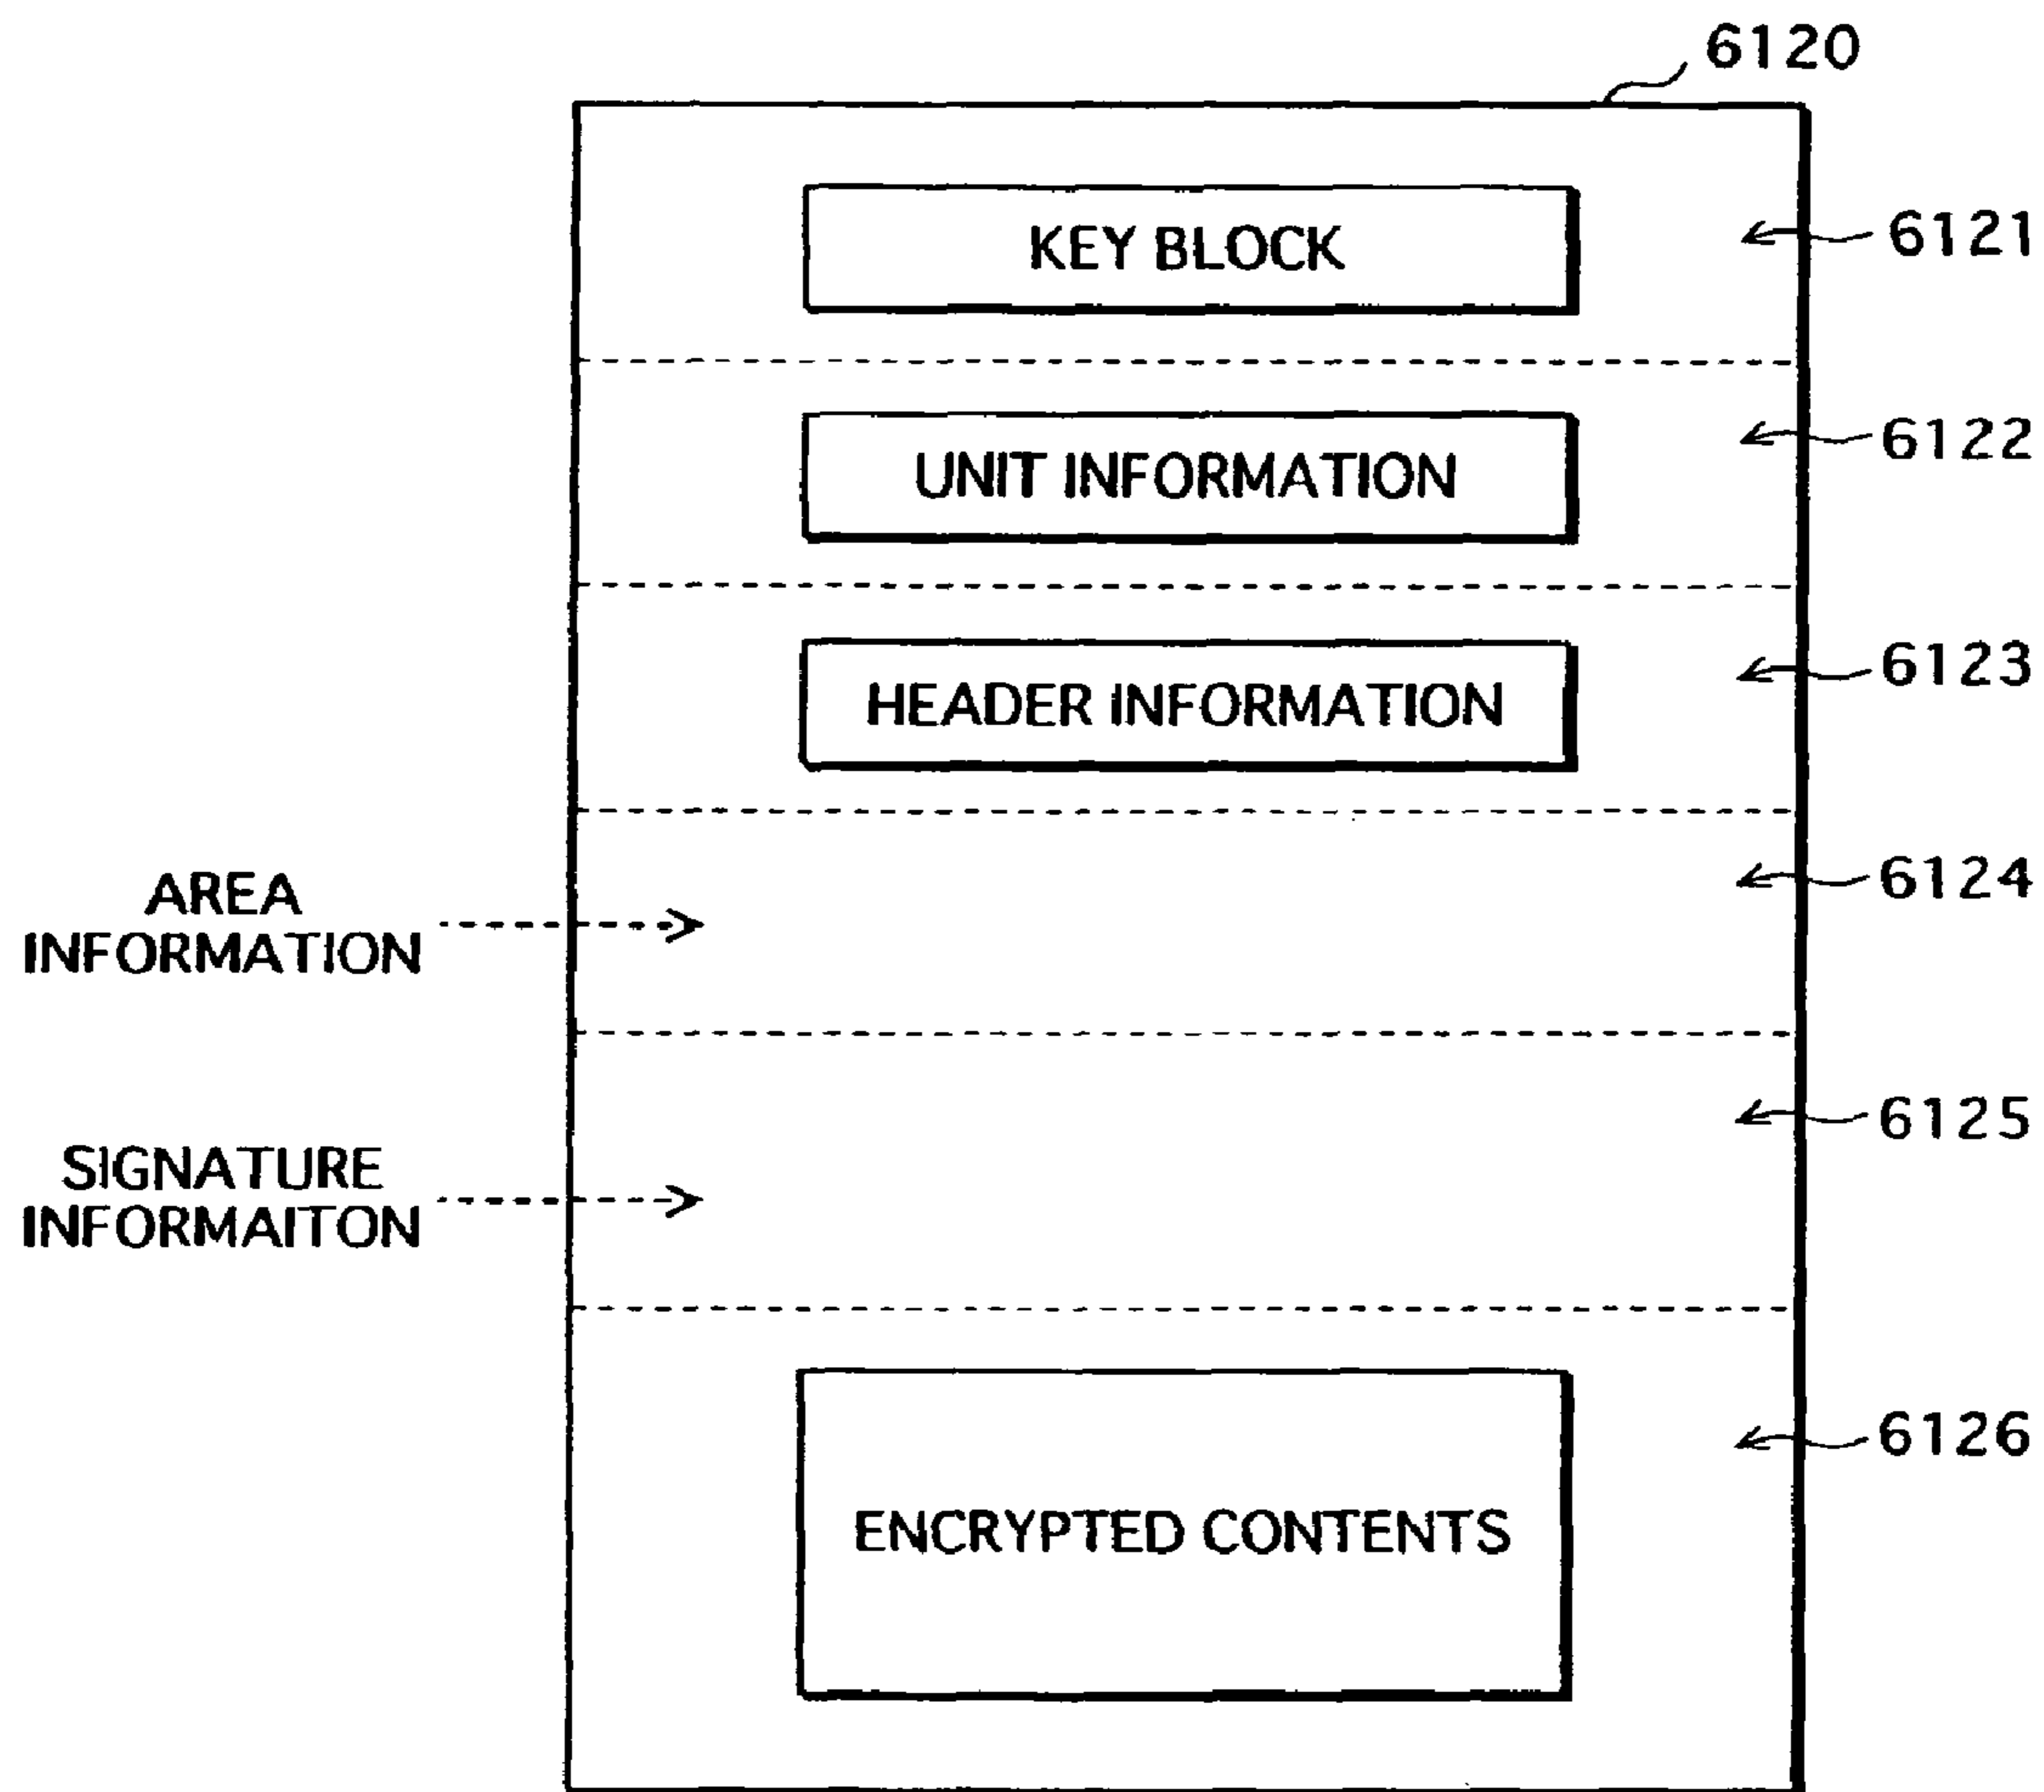 6120
KEY BLOCK
6121
UNIT INFORMATION
6122
HEADER INFORMATION
6123
AREA
INFORMATION
6124
SIGNATURE
INFORMAITON
6125
ENCRYPTED CONTENTS
6126